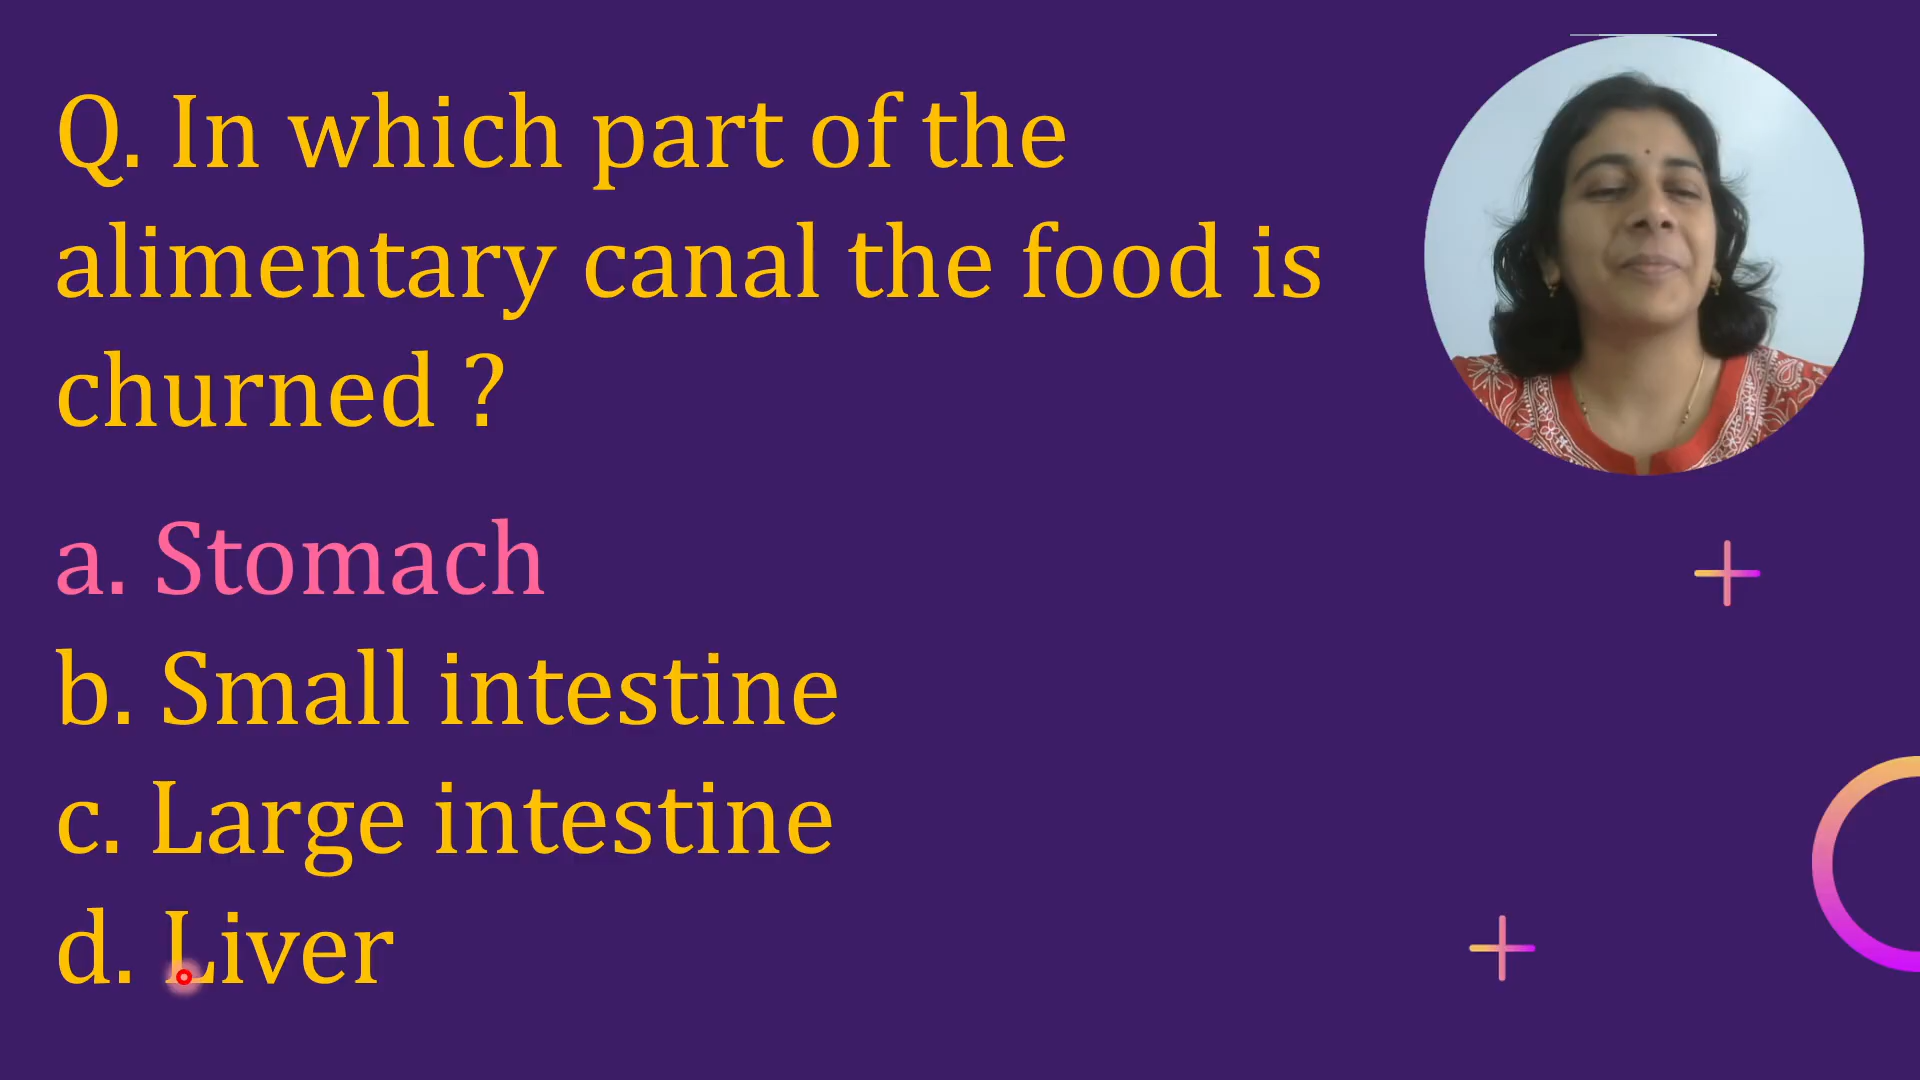 Q. In which part of the
alimentary canal the food is
churned ?
a. Stomach
b. Small intestine
c. Large intestine
d. Liver